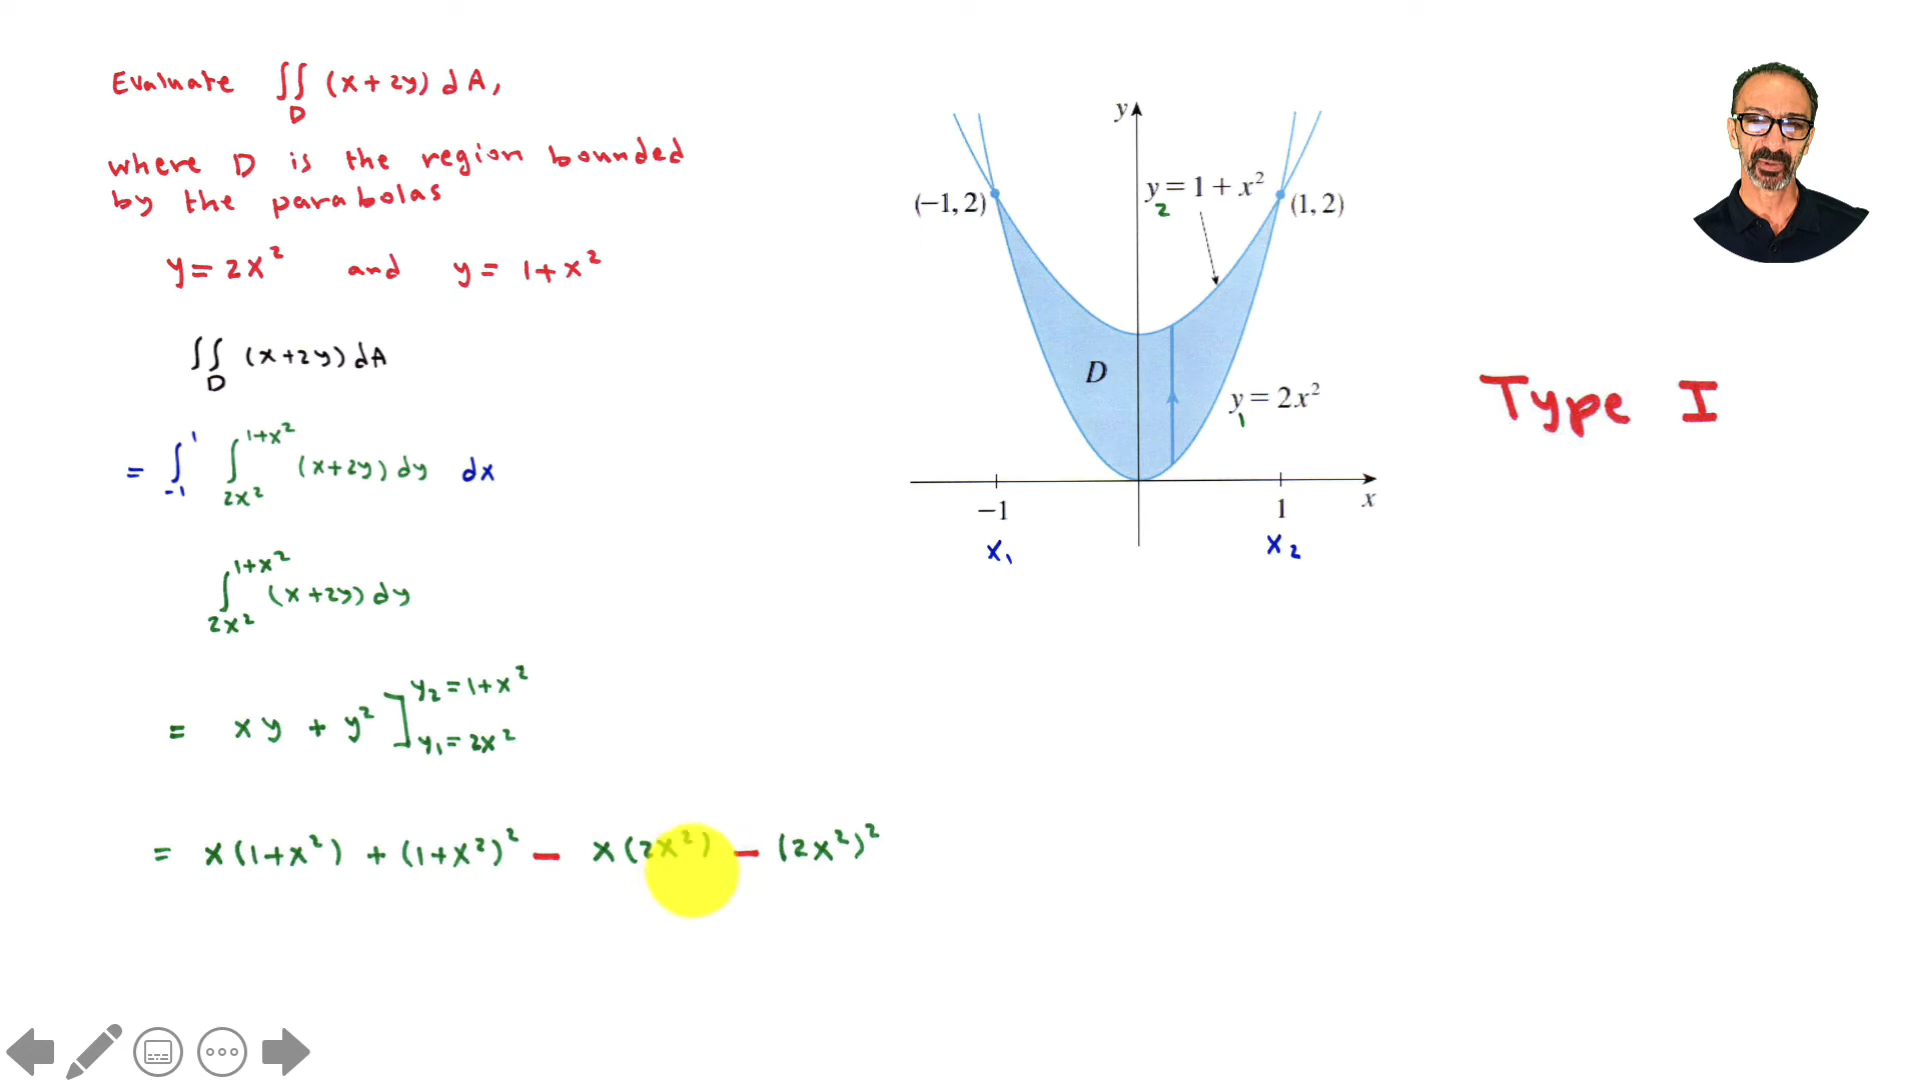 Evaluate ∬_D (x + 2y) dA,
where D is the region bounded
by the parabolas
y = 2x² and y = 1+x²
∬_D (x+2y) dA
= ∫_{-1}^{1} ∫_{2x²}^{1+x²} (x+2y) dy dx
∫_{2x²}^{1+x²} (x+2y) dy
= xy + y² ]_{y₁=2x²}^{y₂=1+x²}
= x(1+x²) + (1+x²)² − x(2x²) − (2x²)²
y
y = 1 + x²
2
(−1, 2)
(1, 2)
D
y = 2x²
1
−1
1
x
x₁
x₂
Type I